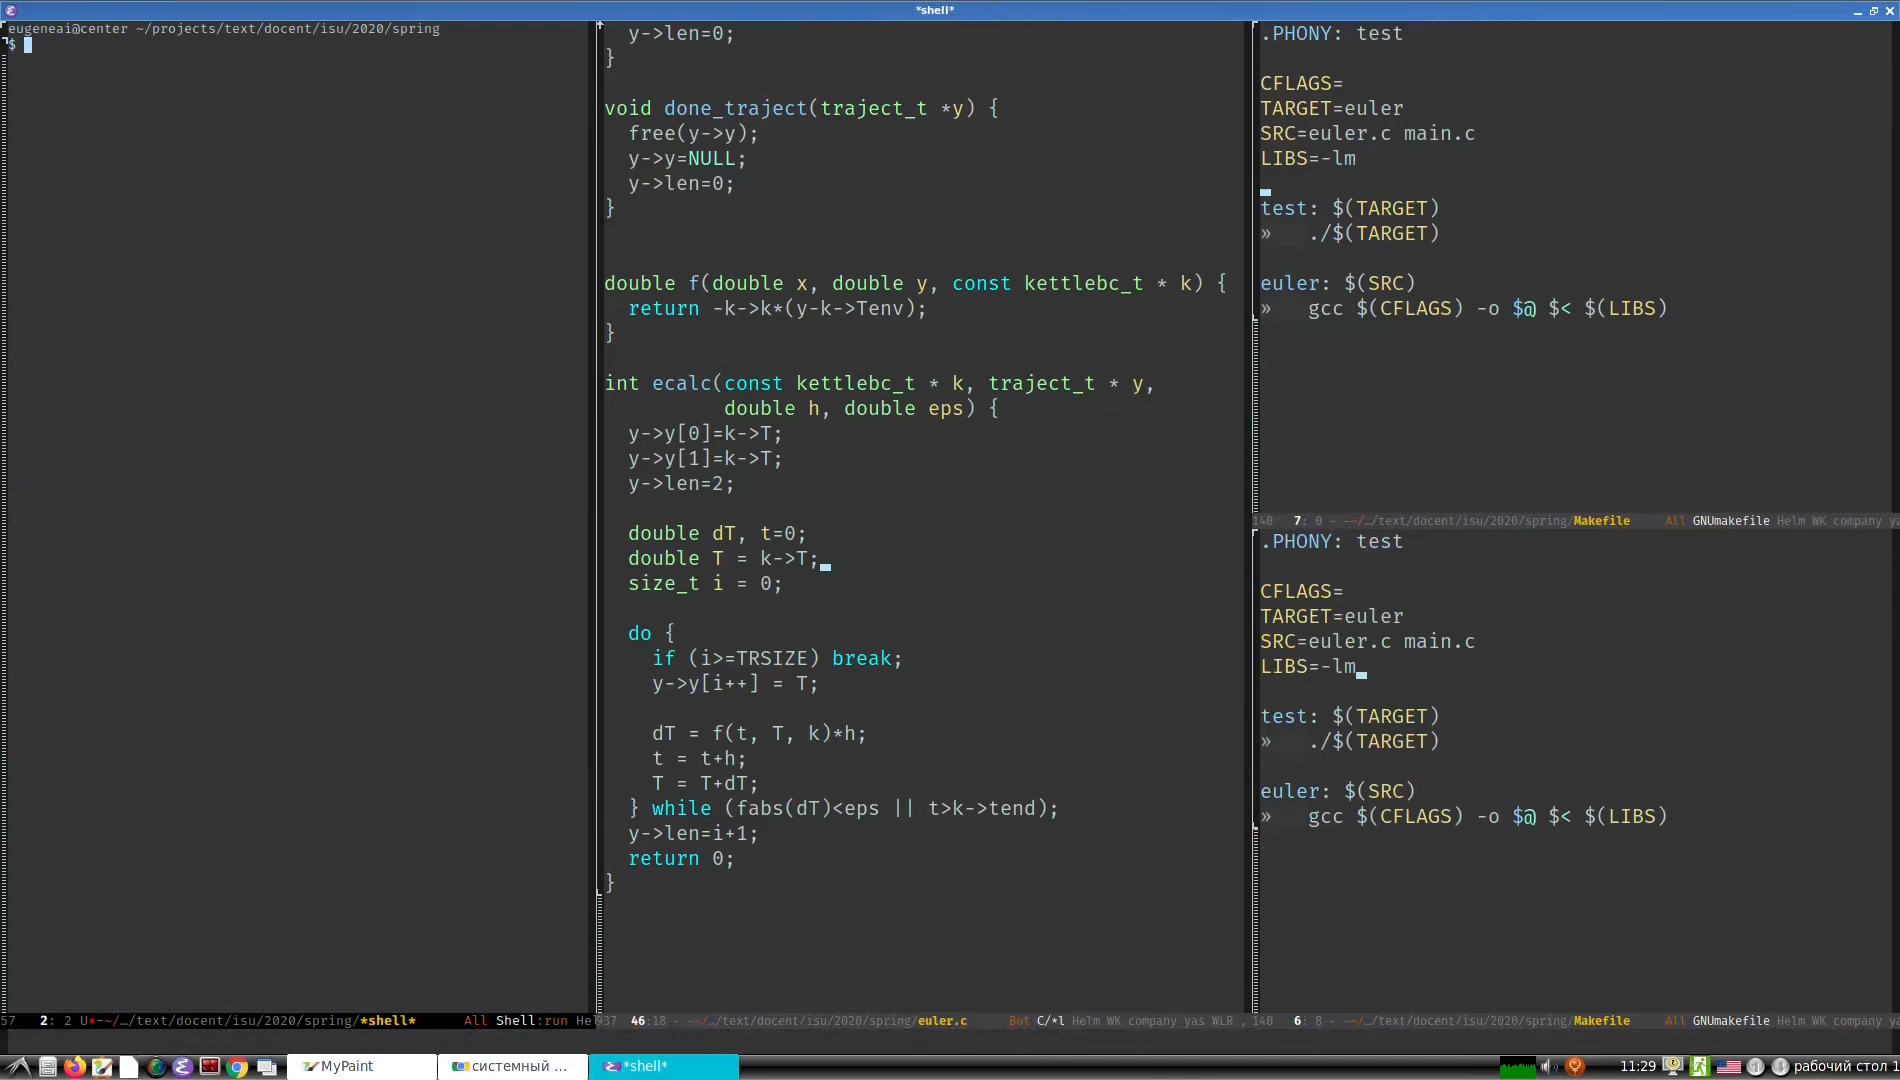 *shell*
eugeneai@center ~/projects/text/docent/isu/2020/spring
$
  y->len=0;
}
void done_traject(traject_t *y) {
  free(y->y);
  y->y=NULL;
  y->len=0;
}
double f(double x, double y, const kettlebc_t * k) {
  return -k->k*(y-k->Tenv);
}
int ecalc(const kettlebc_t * k, traject_t * y,
          double h, double eps) {
  y->y[0]=k->T;
  y->y[1]=k->T;
  y->len=2;
  double dT, t=0;
  double T = k->T;
  size_t i = 0;
  do {
    if (i>=TRSIZE) break;
    y->y[i++] = T;
    dT = f(t, T, k)*h;
    t = t+h;
    T = T+dT;
  } while (fabs(dT)<eps || t>k->tend);
  y->len=i+1;
  return 0;
}
.PHONY: test
CFLAGS=
TARGET=euler
SRC=euler.c main.c
LIBS=-lm
test: $(TARGET)
»   ./$(TARGET)
euler: $(SRC)
»   gcc $(CFLAGS) -o $@ $< $(LIBS)
140 7: 0 - -~/…/text/docent/isu/2020/spring/Makefile All GNUmakefile Helm WK company ya
.PHONY: test
CFLAGS=
TARGET=euler
SRC=euler.c main.c
LIBS=-lm
test: $(TARGET)
»   ./$(TARGET)
euler: $(SRC)
»   gcc $(CFLAGS) -o $@ $< $(LIBS)
57 2: 2 U*-~/…/text/docent/isu/2020/spring/*shell* All Shell:run He
937 46:18 - -~/…/text/docent/isu/2020/spring/euler.c Bot C/*l Helm WK company yas WLR ,
140 6: 8 - -~/…/text/docent/isu/2020/spring/Makefile All GNUmakefile Helm WK company ya
MyPaint
системный ...
*shell*
11:29
рабочий стол 1